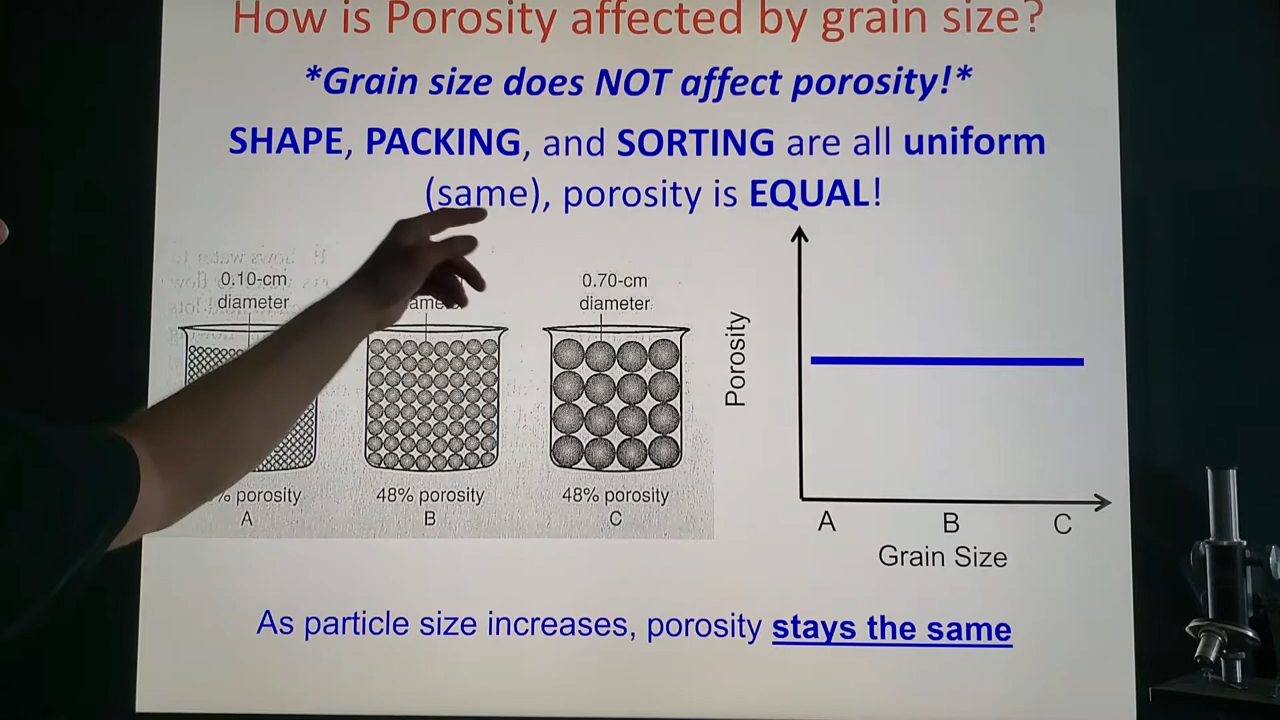 How is Porosity affected by grain size?
*Grain size does NOT affect porosity!*
SHAPE, PACKING, and SORTING are all uniform
(same), porosity is EQUAL!
0.10-cm
diameter
0.70-cm
diameter
% porosity
A
48% porosity
B
48% porosity
C
Porosity
A B C
Grain Size
As particle size increases, porosity stays the same